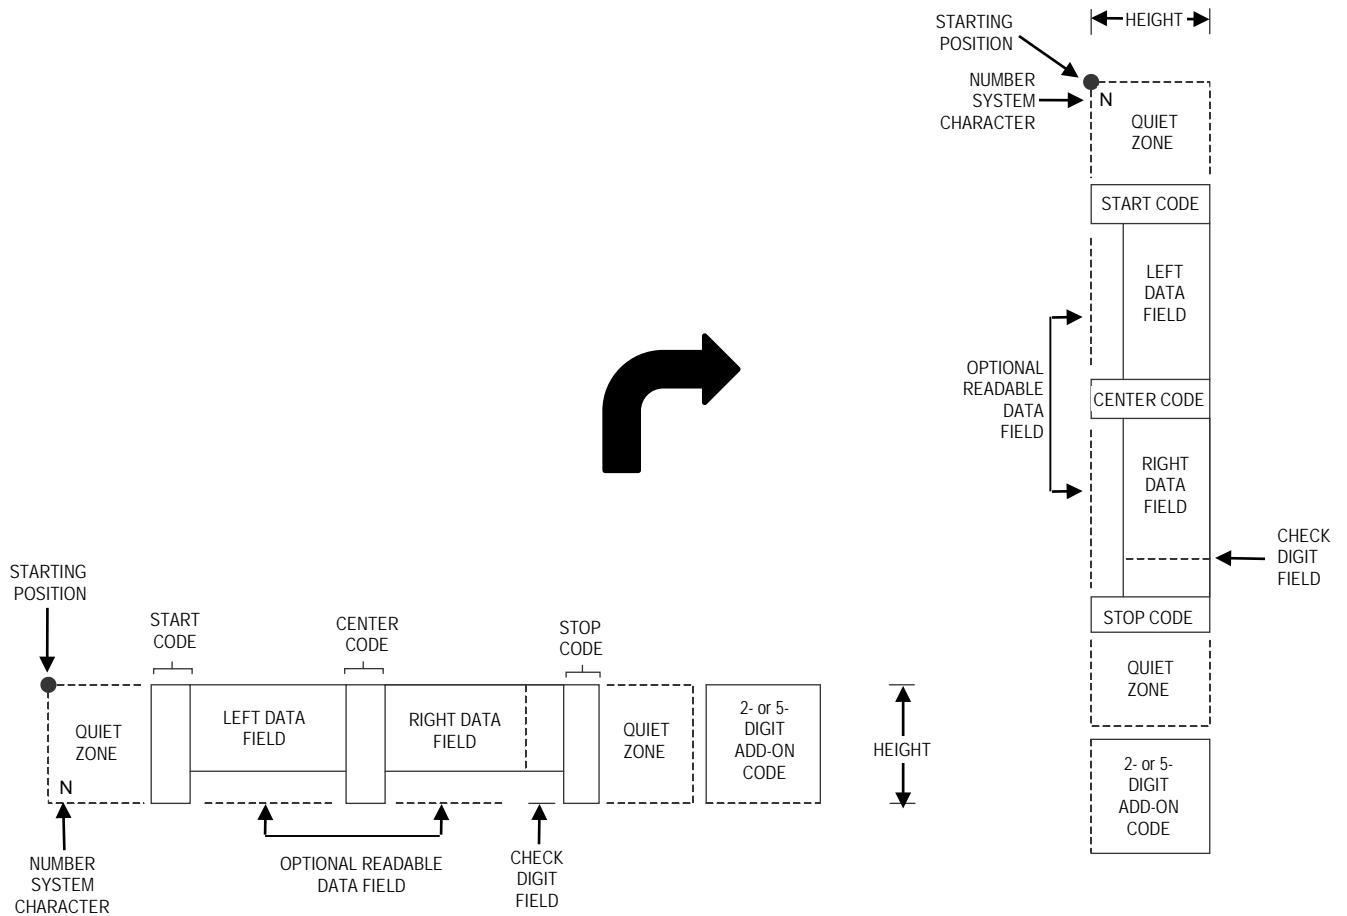 STARTING
POSITION
HEIGHT
NUMBER
SYSTEM
CHARACTER
N
QUIET
ZONE
START CODE
LEFT
DATA
FIELD
OPTIONAL
READABLE
DATA
FIELD
CENTER CODE
RIGHT
DATA
FIELD
CHECK
DIGIT
FIELD
STOP CODE
QUIET
ZONE
2- or 5-
DIGIT
ADD-ON
CODE
STARTING
POSITION
START
CODE
CENTER
CODE
STOP
CODE
QUIET
ZONE
N
LEFT DATA
FIELD
RIGHT DATA
FIELD
QUIET
ZONE
2- or 5-
DIGIT
ADD-ON
CODE
HEIGHT
NUMBER
SYSTEM
CHARACTER
OPTIONAL READABLE
DATA FIELD
CHECK
DIGIT
FIELD